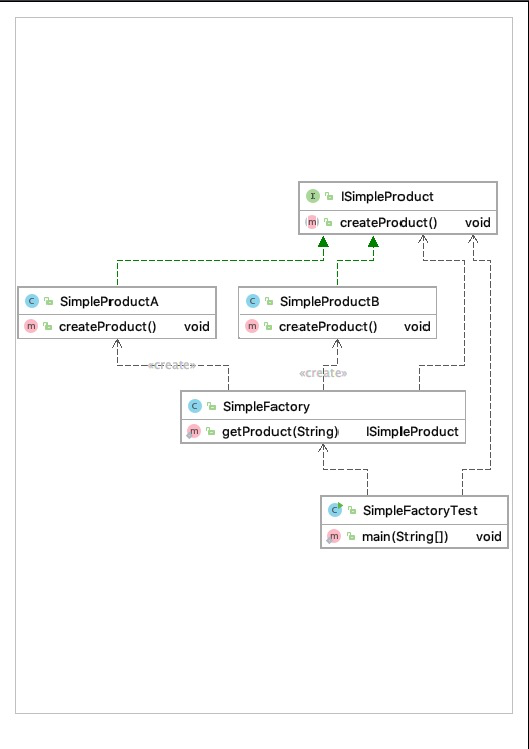 I ISimpleProduct
m createProduct() void
C SimpleProductA
m createProduct() void
C SimpleProductB
m createProduct() void
«create»
«create»
C SimpleFactory
m getProduct(String) ISimpleProduct
C SimpleFactoryTest
m main(String[]) void